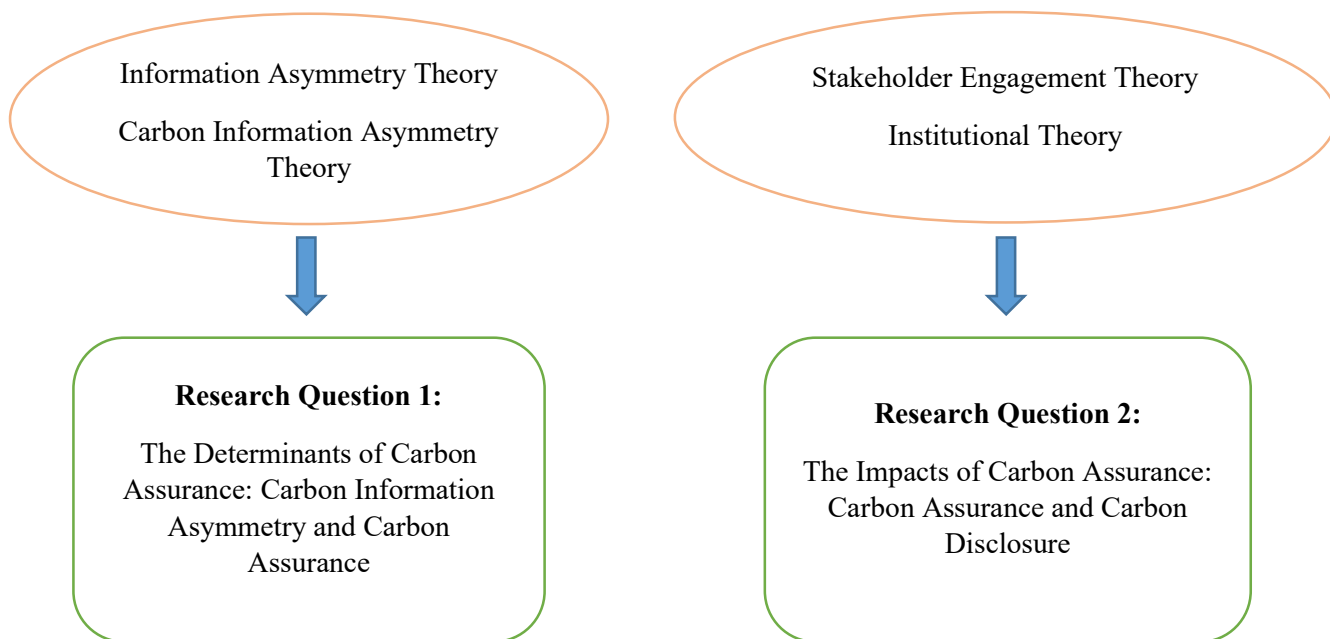 Information Asymmetry Theory
Carbon Information Asymmetry
Theory
Stakeholder Engagement Theory
Institutional Theory
Research Question 1:
The Determinants of Carbon
Assurance: Carbon Information
Asymmetry and Carbon
Assurance
Research Question 2:
The Impacts of Carbon Assurance:
Carbon Assurance and Carbon
Disclosure